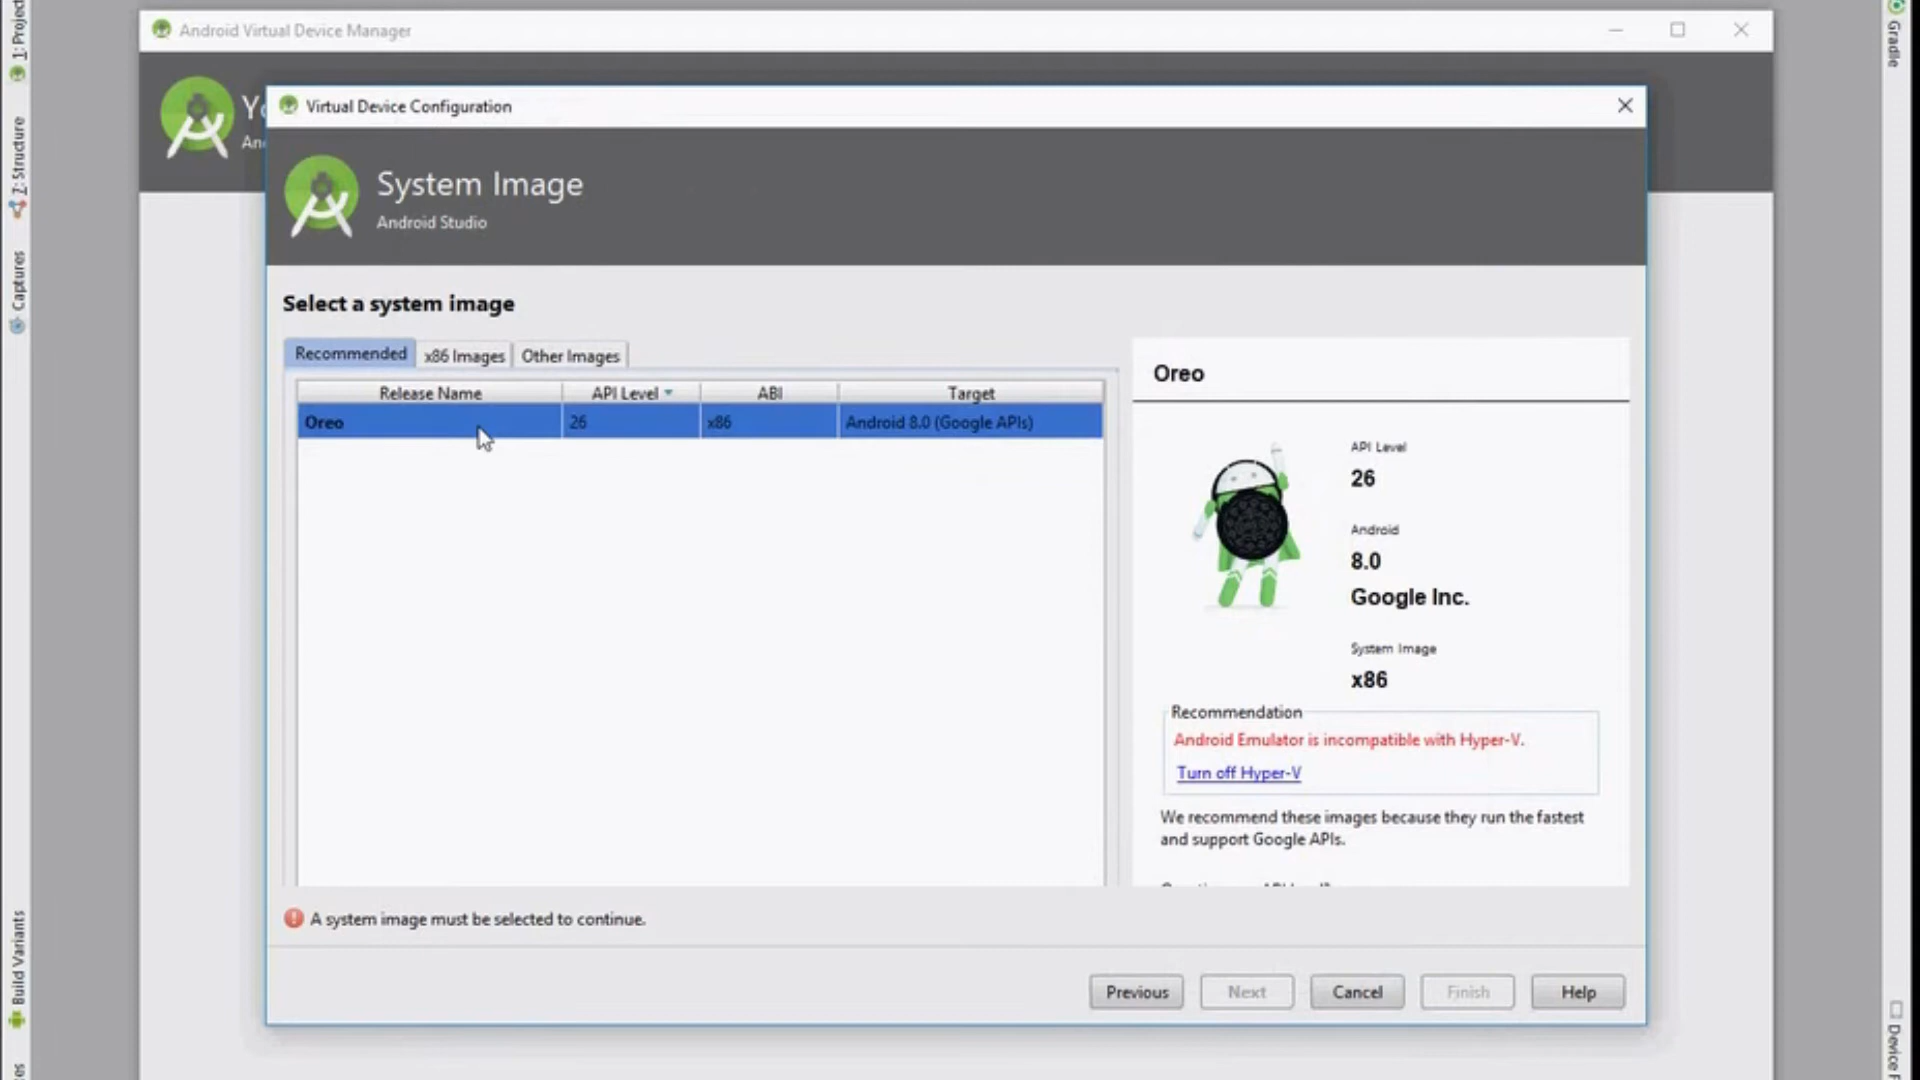 Android Virtual Device Manager
Virtual Device Configuration
System Image
Android Studio
Select a system image
Recommended
x86 Images
Other Images
Release Name
API Level
ABI
Target
Oreo
26
x86
Android 8.0 (Google APIs)
Oreo
API Level
26
Android
8.0
Google Inc.
System Image
x86
Recommendation
Android Emulator is incompatible with Hyper-V.
Turn off Hyper-V
We recommend these images because they run the fastest
and support Google APIs.
A system image must be selected to continue.
Previous
Next
Cancel
Finish
Help
1: Project
7: Structure
Captures
Build Variants
Gradle